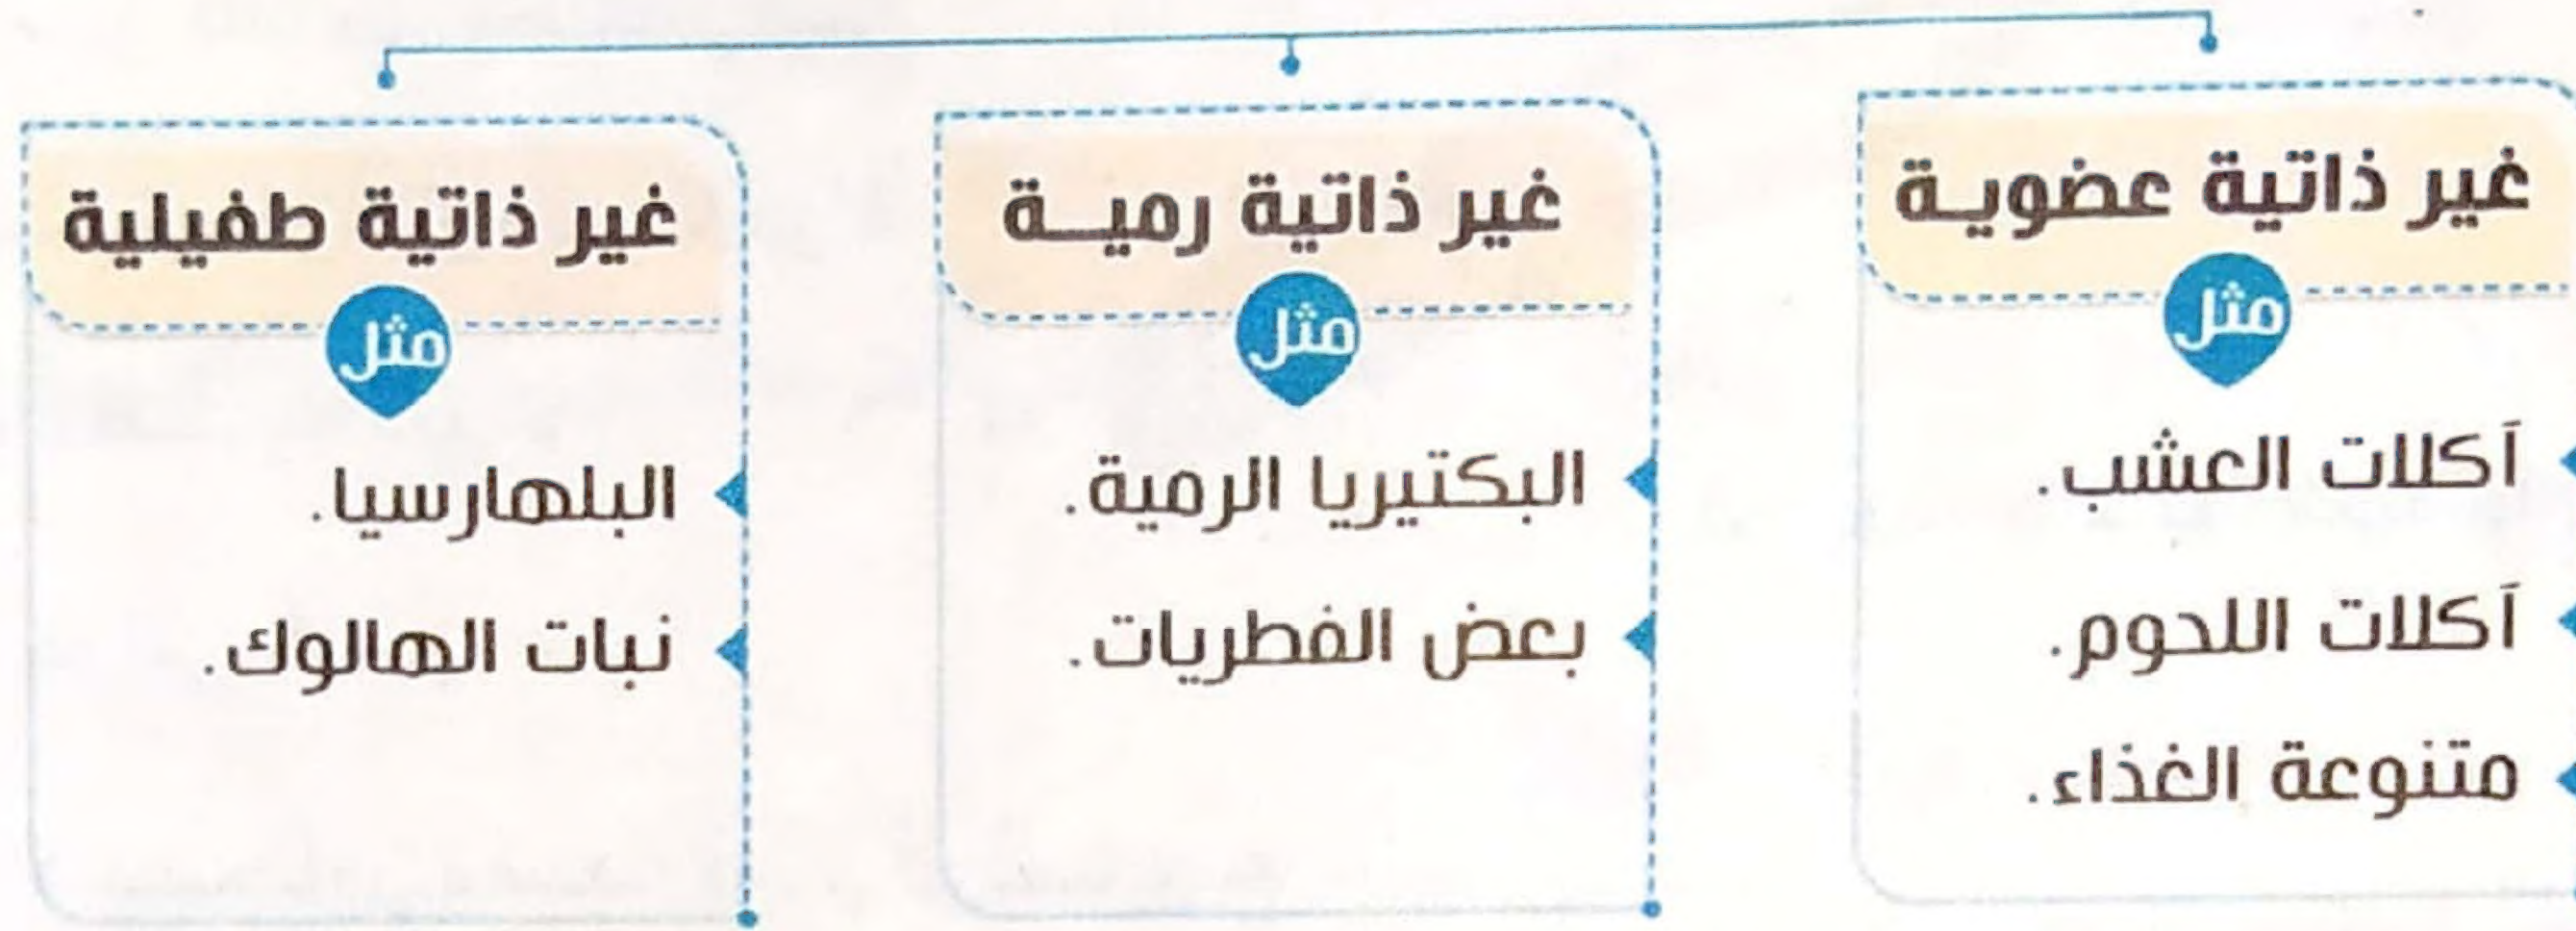 غير ذاتية عضوية
مثل
آكلات العشب.
آكلات اللحوم.
متنوعة الغذاء.
غير ذاتية رمية
مثل
البكتيريا الرمية.
بعض الفطريات.
غير ذاتية طفيلية
مثل
البلهارسيا.
نبات الهالوك.